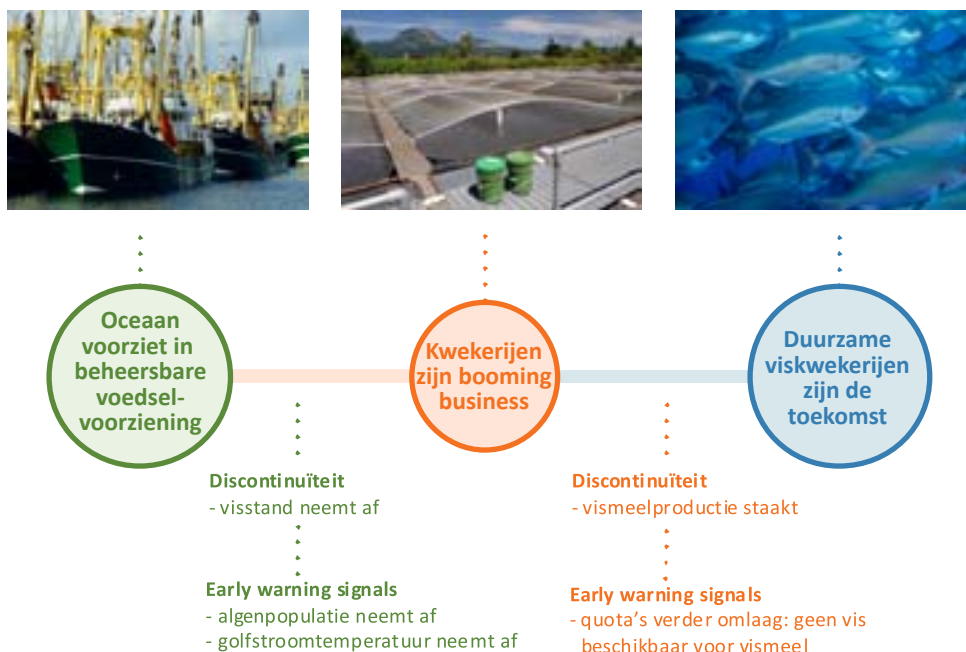 Oceaan
voorziet in
beheersbare
voedsel-
voorziening
Kwekerijen
zijn booming
business
Duurzame
viskwekerijen
zijn de
toekomst
Discontinuïteit
- visstand neemt af
Early warning signals
- algenpopulatie neemt af
- golfstroomtemperatuur neemt af
Discontinuïteit
- vismeelproductie staakt
Early warning signals
- quota’s verder omlaag: geen vis
beschikbaar voor vismeel